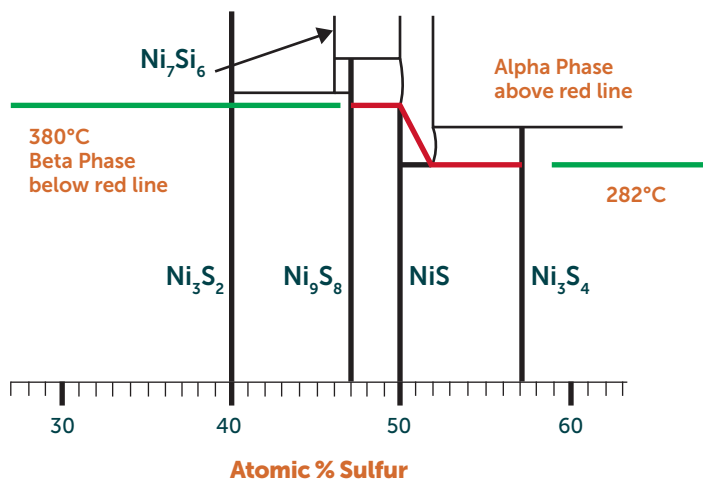 Ni₇Si₆
Alpha Phase
above red line
380°C
Beta Phase
below red line
282°C
Ni₃S₂
Ni₉S₈
NiS
Ni₃S₄
30
40
50
60
Atomic % Sulfur